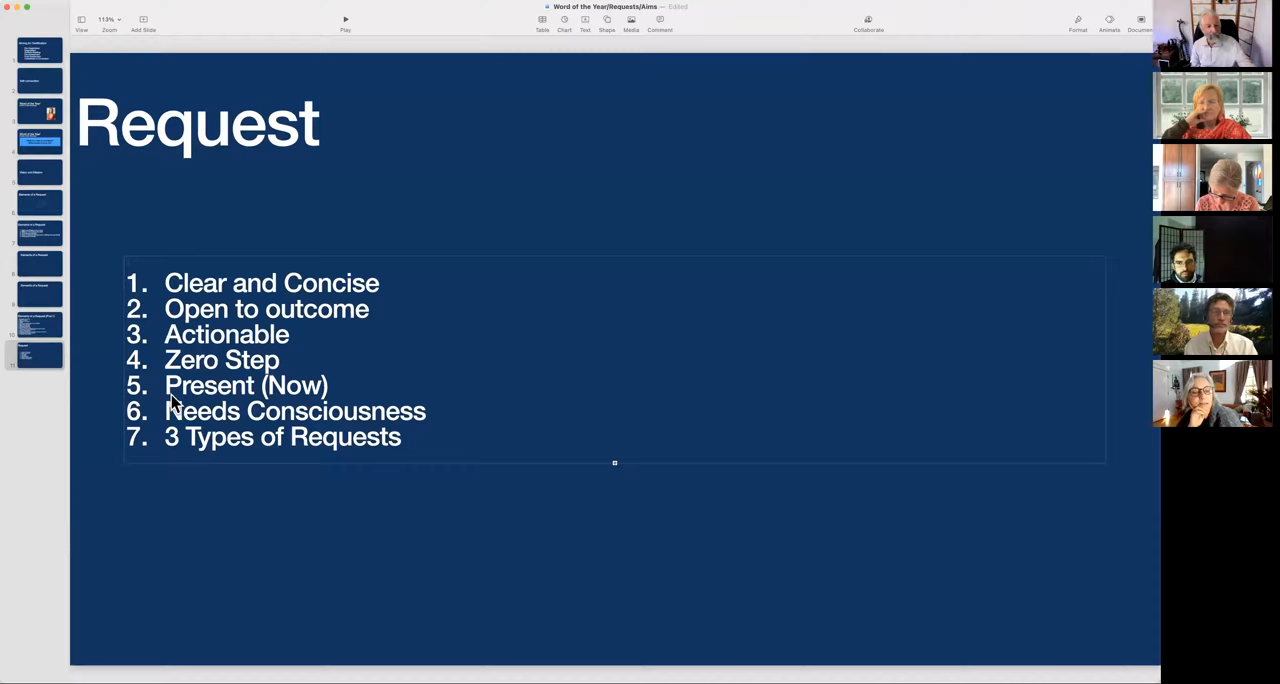 Word of the Year/Requests/Aims — Edited
113%
View
Zoom
Add Slide
Play
Table
Chart
Text
Shape
Media
Comment
Collaborate
Format
Animate
Documen
Request
1. Clear and Concise
2. Open to outcome
3. Actionable
4. Zero Step
5. Present (Now)
6. Needs Consciousness
7. 3 Types of Requests